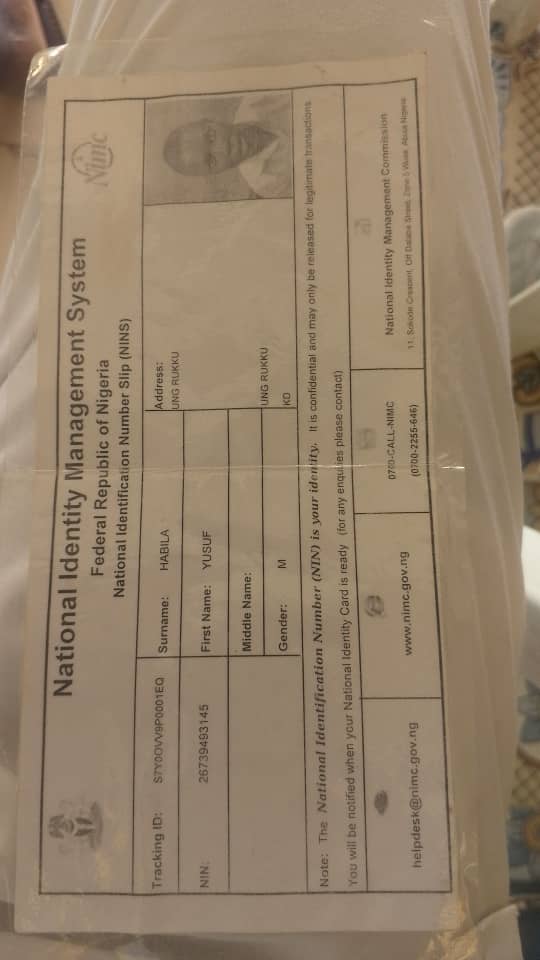 National Identity Management System
Federal Republic of Nigeria
National Identification Number Slip (NINS)
Nimc
Tracking ID: S7Y0OVV9P0001EQ
Surname: HABILA
Address:
UNG RUKKU
NIN: 26739493145
First Name: YUSUF
Middle Name:
UNG RUKKU
Gender: M
KD
Note: The National Identification Number (NIN) is your identity. It is confidential and may only be released for legitimate transactions.
You will be notified when your National Identity Card is ready (for any enquiries please contact)
helpdesk@nimc.gov.ng
www.nimc.gov.ng
0700-CALL-NIMC
(0700-2255-646)
National Identity Management Commission
11, Sokode Crescent, Off Dalaba Street, Zone 5 Wuse, Abuja Nigeria